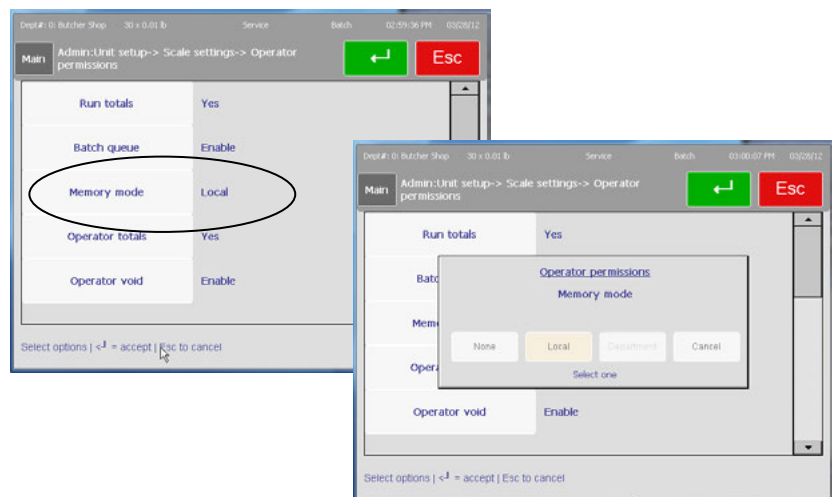 Dept#: 0: Butcher Shop 30 x 0.01 lb Service Batch 02:59:36 PM 03/28/12
Main Admin:Unit setup-> Scale settings-> Operator permissions Esc
Run totals Yes
Batch queue Enable
Memory mode Local
Operator totals Yes
Operator void Enable
Select options | <┘ = accept | Esc to cancel
Dept#: 0: Butcher Shop 30 x 0.01 lb Service Batch 03:00:07 PM 03/28/12
Main Admin:Unit setup-> Scale settings-> Operator permissions Esc
Run totals Yes
Batc
Operator permissions
Memory mode
Mem
None Local Department Cancel
Opera
Select one
Operator void Enable
Select options | <┘ = accept | Esc to cancel